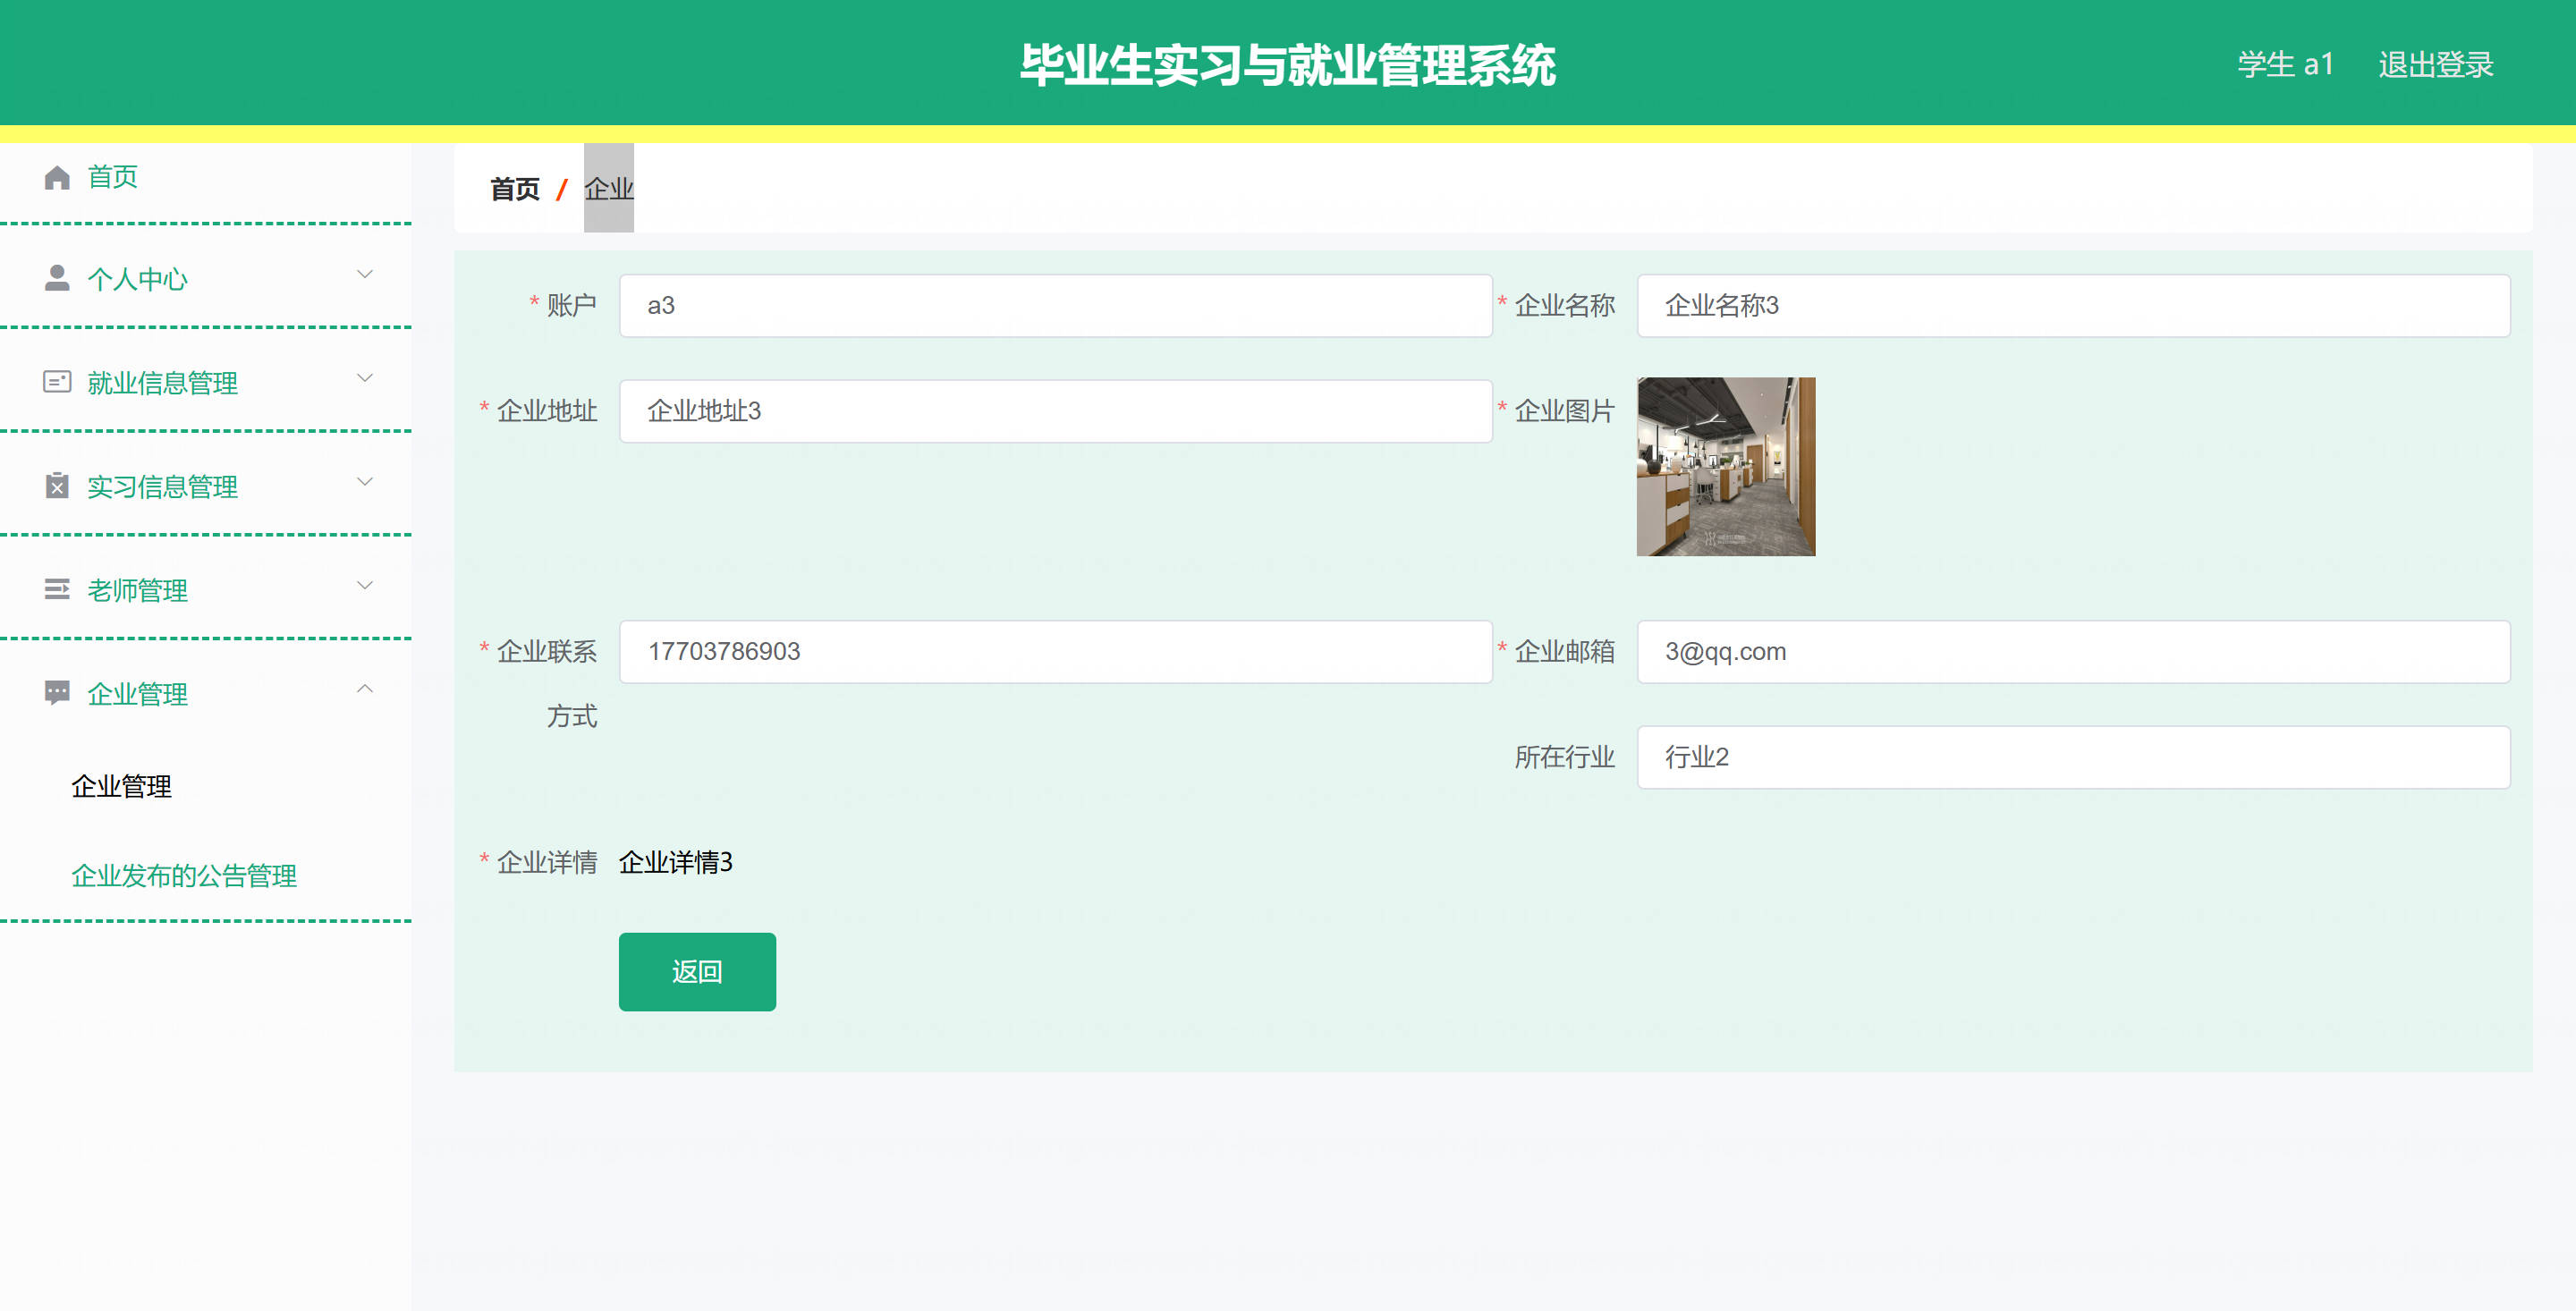 毕业生实习与就业管理系统
学生 a1
退出登录
首页
个人中心
就业信息管理
实习信息管理
老师管理
企业管理
企业管理
企业发布的公告管理
首页 / 企业
* 账户 a3
* 企业名称 企业名称3
* 企业地址 企业地址3
* 企业图片
* 企业联系
方式
17703786903
* 企业邮箱 3@qq.com
所在行业 行业2
* 企业详情 企业详情3
返回